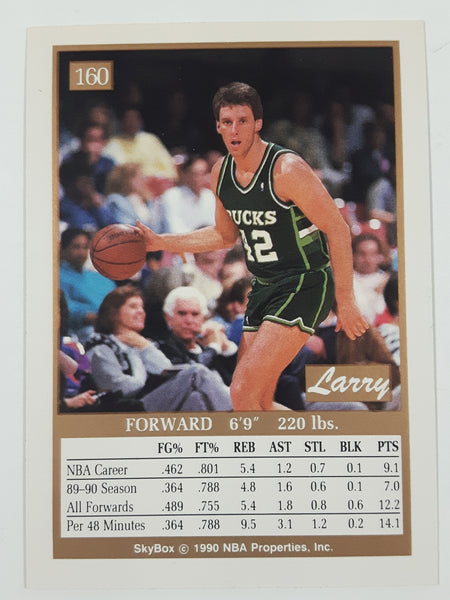 160
BUCKS
42
Larry
FORWARD 6'9" 220 lbs.
FG% FT% REB AST STL BLK PTS
NBA Career .462 .801 5.4 1.2 0.7 0.1 9.1
89-90 Season .364 .788 4.8 1.6 0.6 0.1 7.0
All Forwards .489 .755 5.4 1.8 0.8 0.6 12.2
Per 48 Minutes .364 .788 9.5 3.1 1.2 0.2 14.1
SkyBox © 1990 NBA Properties, Inc.